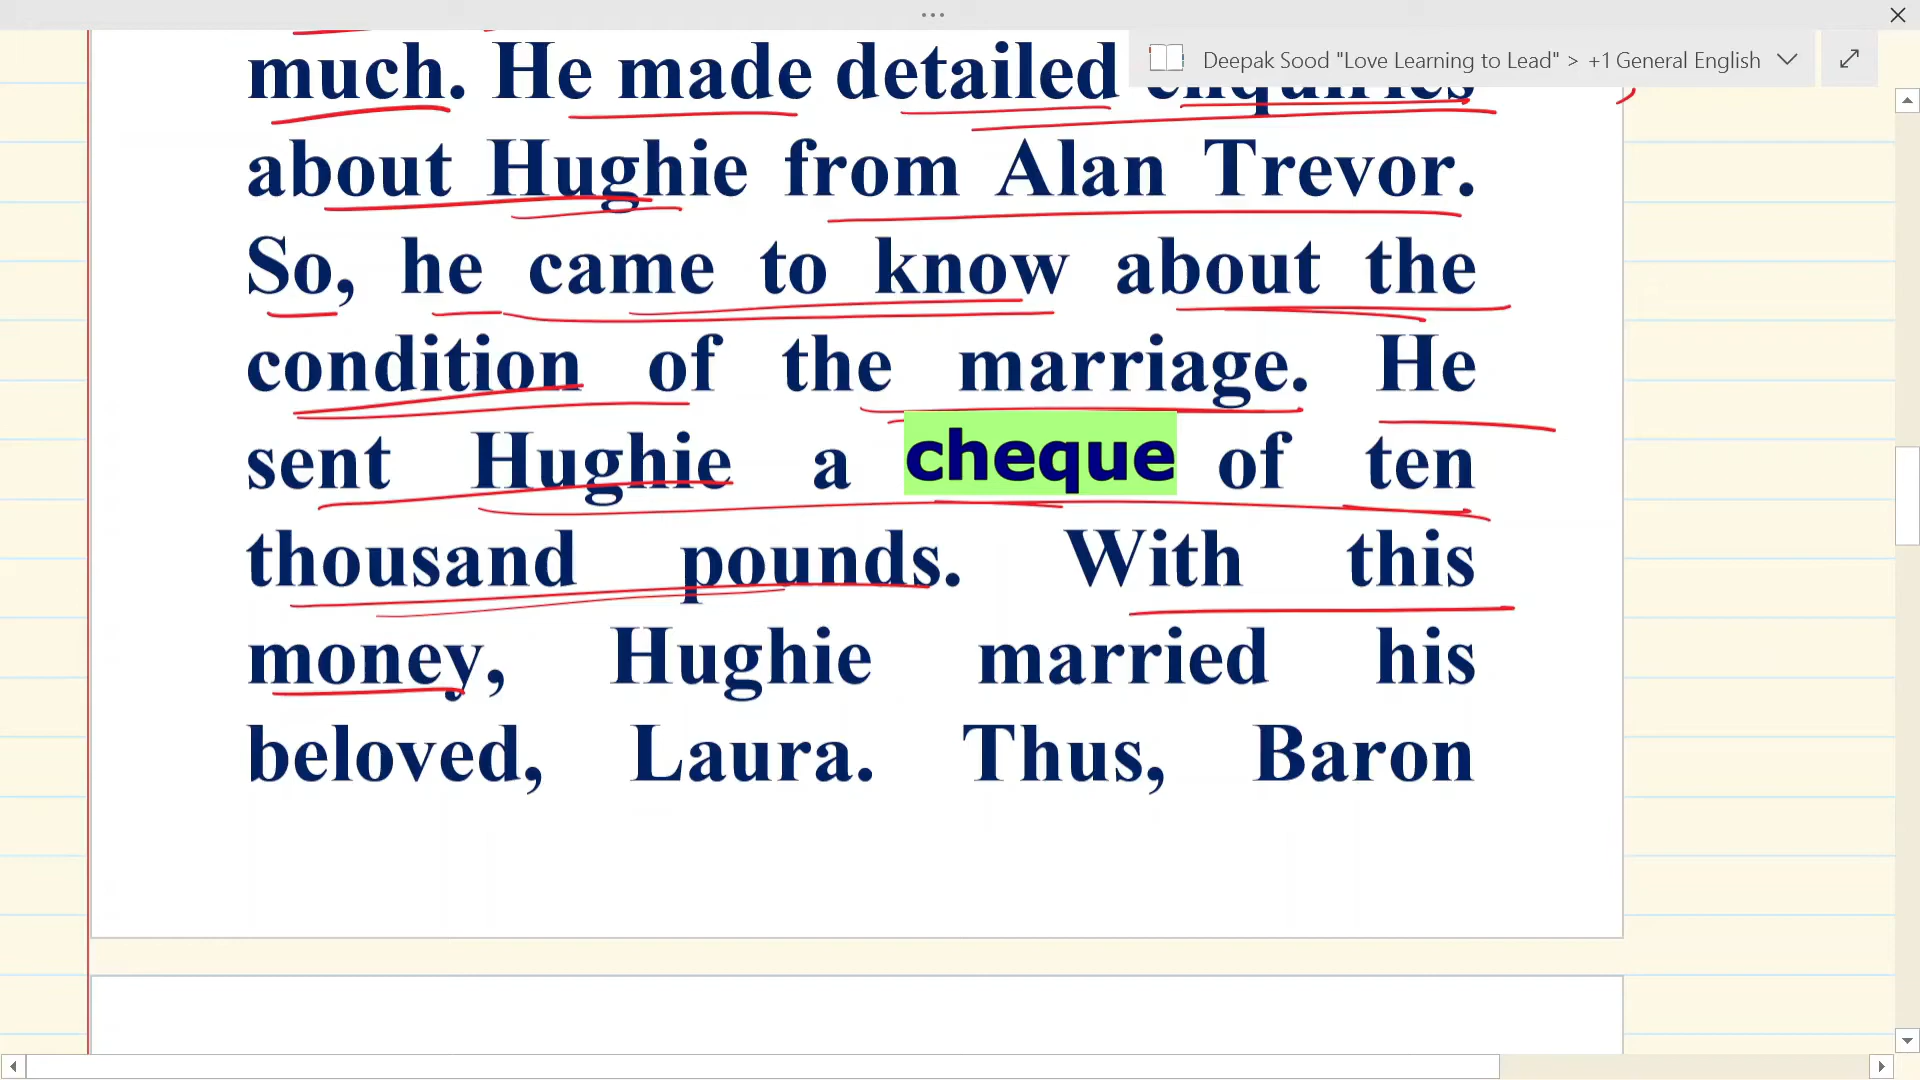 Deepak Sood "Love Learning to Lead" > +1 General English
much. He made detailed enquiries
about Hughie from Alan Trevor.
So, he came to know about the
condition of the marriage. He
sent Hughie a cheque of ten
thousand pounds. With this
money, Hughie married his
beloved, Laura. Thus, Baron